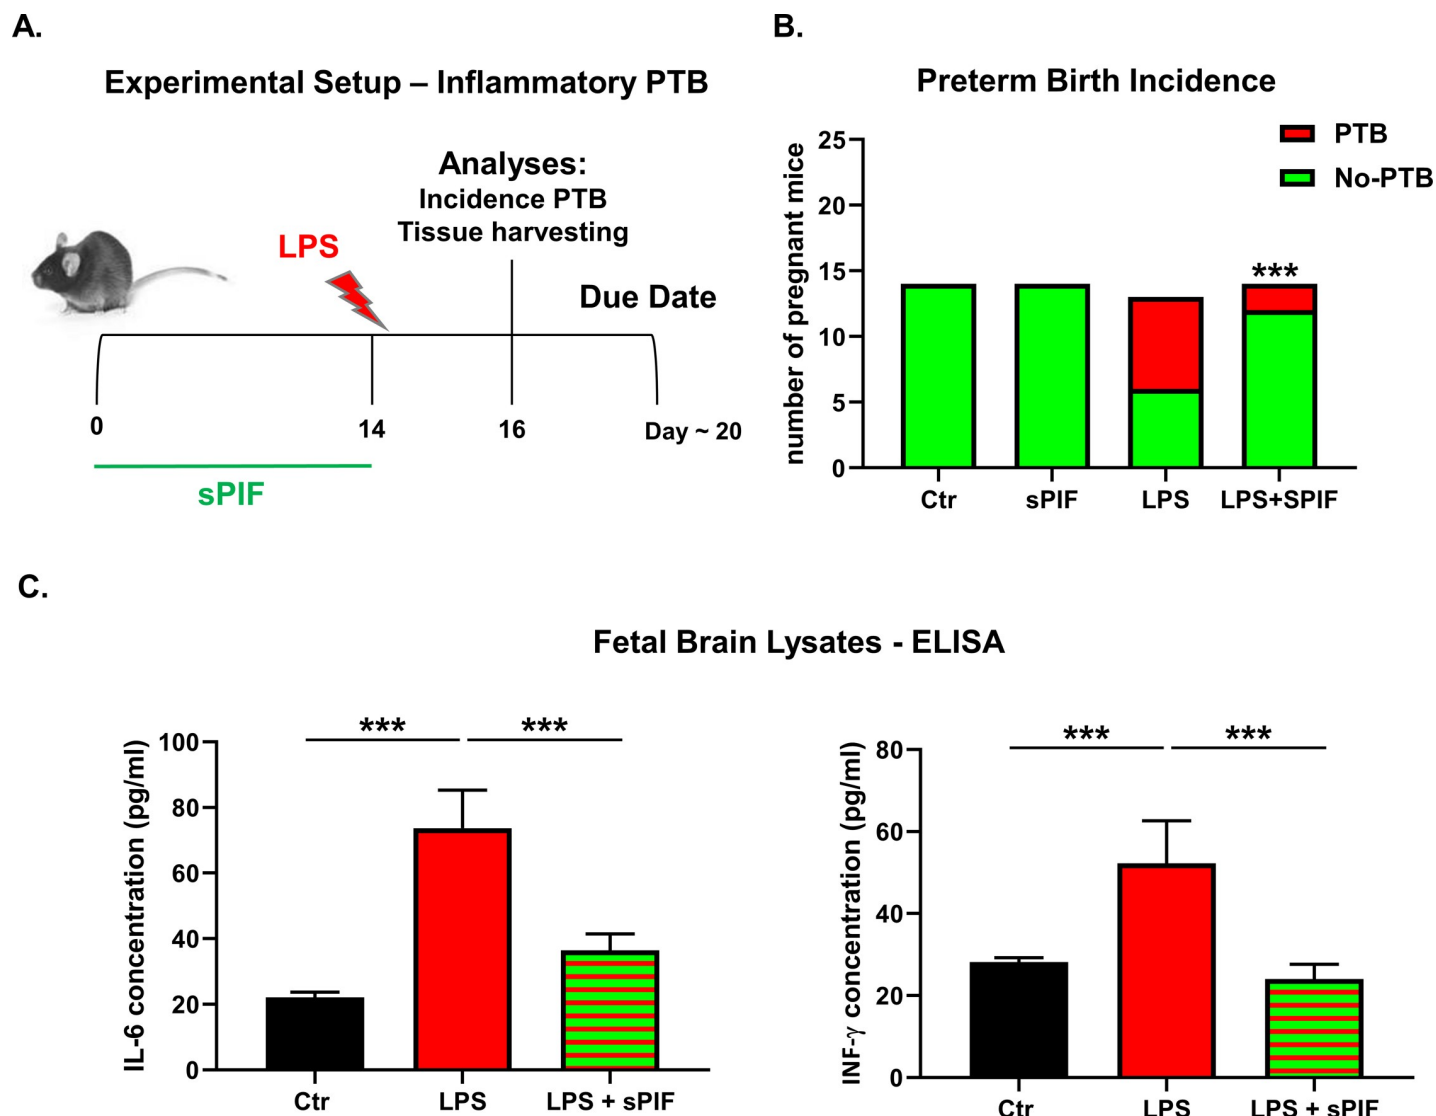 A.
Experimental Setup – Inflammatory PTB
Analyses:
Incidence PTB
Tissue harvesting
LPS
Due Date
0
14
16
Day ~ 20
sPIF
B.
Preterm Birth Incidence
PTB
No-PTB
number of pregnant mice
25
20
15
10
5
0
***
Ctr
sPIF
LPS
LPS+SPIF
C.
Fetal Brain Lysates - ELISA
IL-6 concentration (pg/ml)
100
80
60
40
20
0
***
***
Ctr
LPS
LPS + sPIF
INF-γ concentration (pg/ml)
80
60
40
20
0
***
***
Ctr
LPS
LPS + sPIF